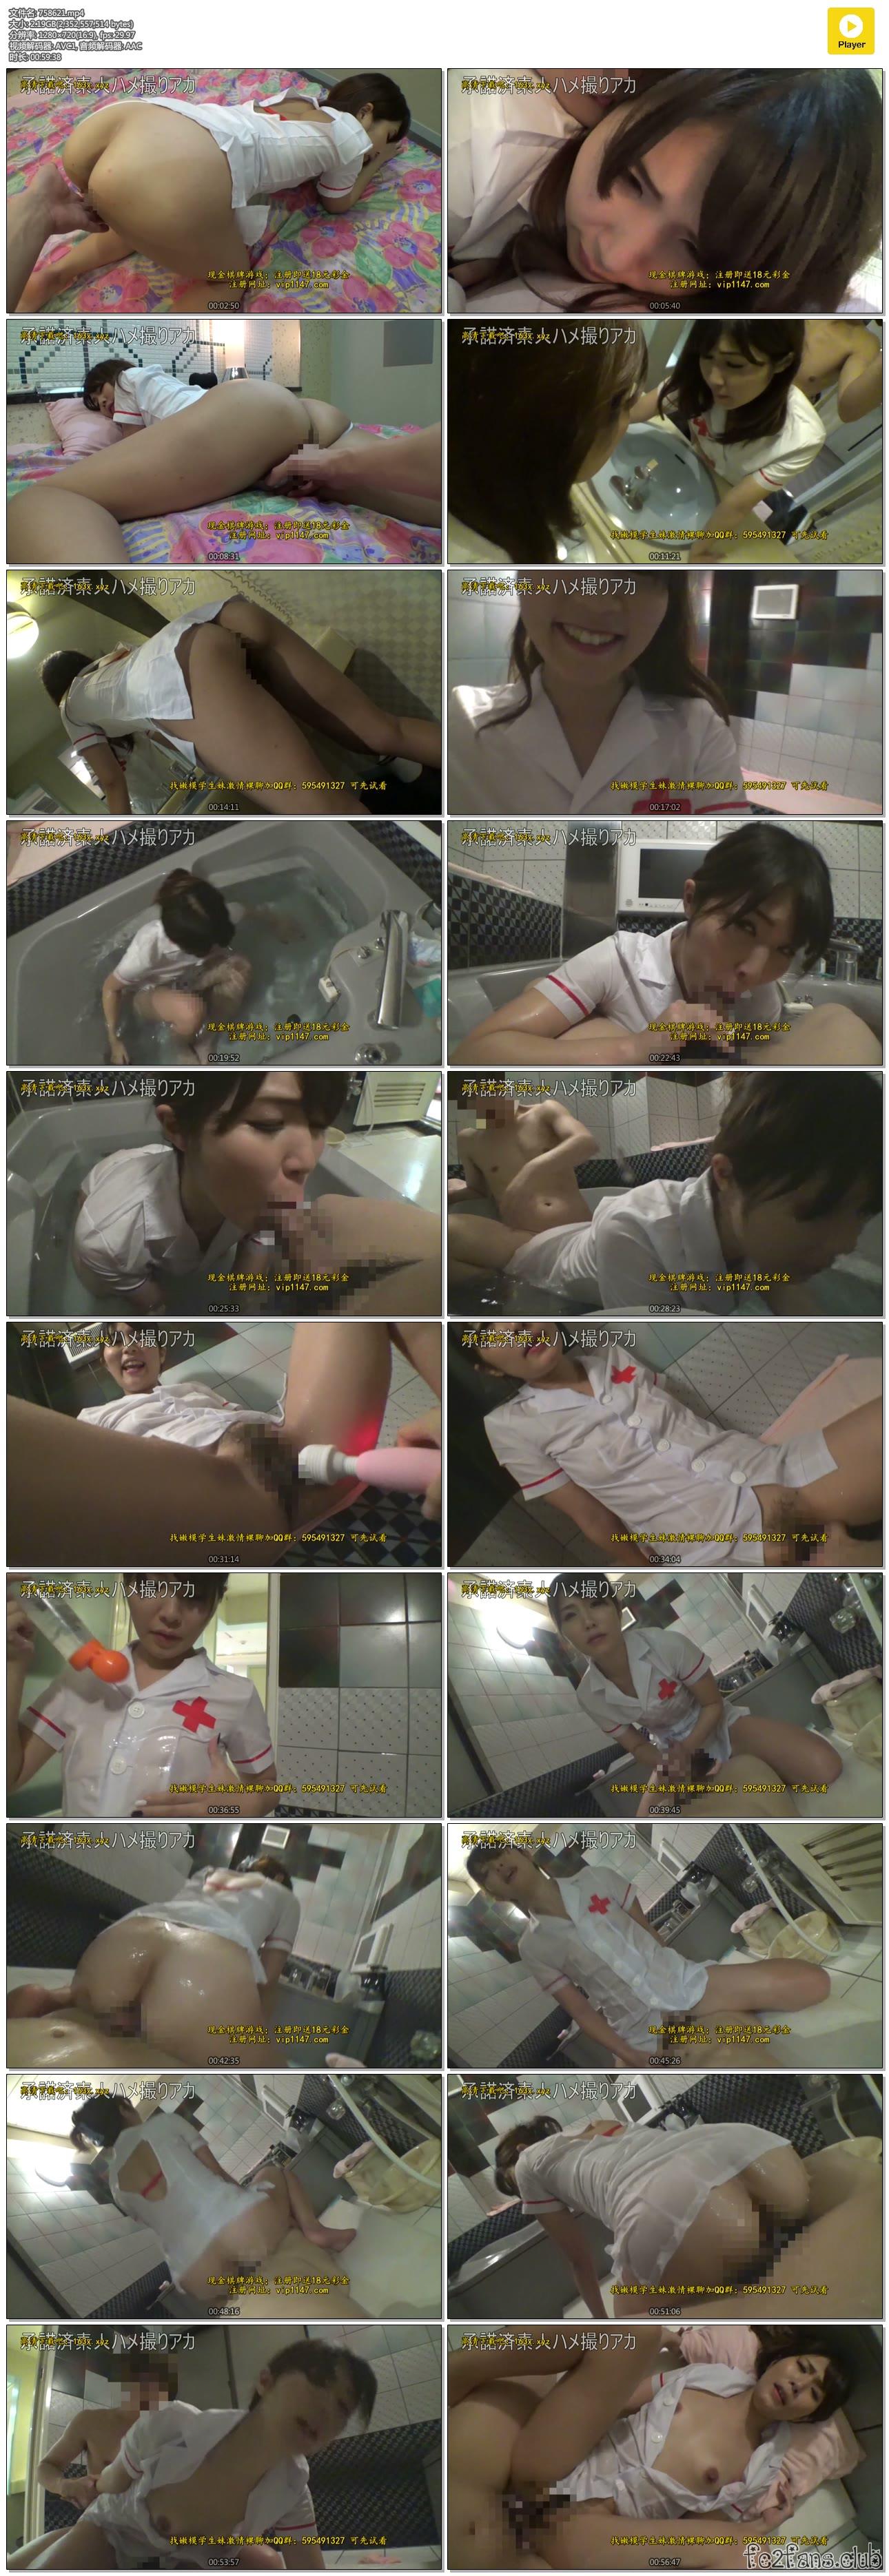 文件名: 758621.mp4
大小: 2.19GB(2,352,557,514 bytes)
分辨率: 1280×720(16:9), fps: 29.97
视频解码器: AVC1, 音频解码器: AAC
时长: 00:59:38
Player
承諾済素人ハメ撮りアカ
现金棋牌游戏：注册即送18元彩金
注册网址：vip1147.com
00:02:50
承諾済素人ハメ撮りアカ
现金棋牌游戏：注册即送18元彩金
注册网址：vip1147.com
00:05:40
承諾済素人ハメ撮りアカ
现金棋牌游戏：注册即送18元彩金
注册网址：vip1147.com
00:08:31
承諾済素人ハメ撮りアカ
找嫩模学生妹激情裸聊加QQ群：595491327 可先试看
00:11:21
承諾済素人ハメ撮りアカ
找嫩模学生妹激情裸聊加QQ群：595491327 可先试看
00:14:11
承諾済素人ハメ撮りアカ
找嫩模学生妹激情裸聊加QQ群：595491327 可先试看
00:17:02
承諾済素人ハメ撮りアカ
现金棋牌游戏：注册即送18元彩金
注册网址：vip1147.com
00:19:52
承諾済素人ハメ撮りアカ
现金棋牌游戏：注册即送18元彩金
注册网址：vip1147.com
00:22:43
承諾済素人ハメ撮りアカ
现金棋牌游戏：注册即送18元彩金
注册网址：vip1147.com
00:25:33
承諾済素人ハメ撮りアカ
现金棋牌游戏：注册即送18元彩金
注册网址：vip1147.com
00:28:23
承諾済素人ハメ撮りアカ
找嫩模学生妹激情裸聊加QQ群：595491327 可先试看
00:31:14
承諾済素人ハメ撮りアカ
找嫩模学生妹激情裸聊加QQ群：595491327 可先试看
00:34:04
承諾済素人ハメ撮りアカ
找嫩模学生妹激情裸聊加QQ群：595491327 可先试看
00:36:55
承諾済素人ハメ撮りアカ
找嫩模学生妹激情裸聊加QQ群：595491327 可先试看
00:39:45
承諾済素人ハメ撮りアカ
现金棋牌游戏：注册即送18元彩金
注册网址：vip1147.com
00:42:35
承諾済素人ハメ撮りアカ
现金棋牌游戏：注册即送18元彩金
注册网址：vip1147.com
00:45:26
承諾済素人ハメ撮りアカ
现金棋牌游戏：注册即送18元彩金
注册网址：vip1147.com
00:48:16
承諾済素人ハメ撮りアカ
找嫩模学生妹激情裸聊加QQ群：595491327 可先试看
00:51:06
承諾済素人ハメ撮りアカ
找嫩模学生妹激情裸聊加QQ群：595491327 可先试看
00:53:57
承諾済素人ハメ撮りアカ
找嫩模学生妹激情裸聊加QQ群：595491327 可先试看
00:56:47
fc2fans.club